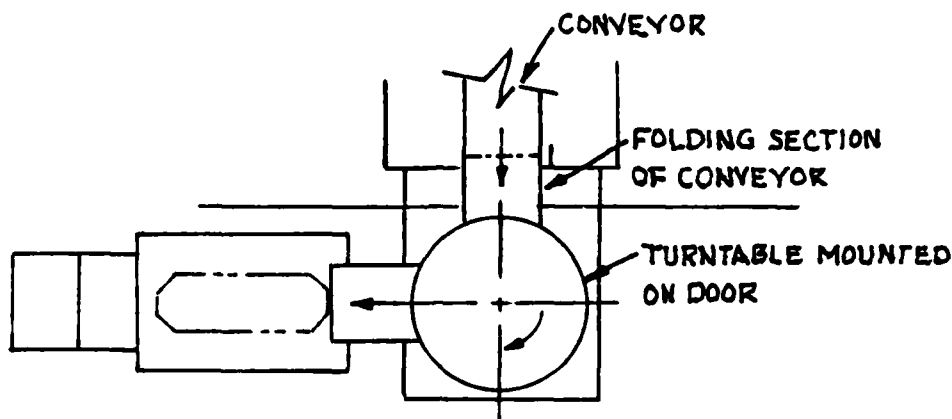 CONVEYOR
FOLDING SECTION
OF CONVEYOR
TURNTABLE MOUNTED
ON DOOR